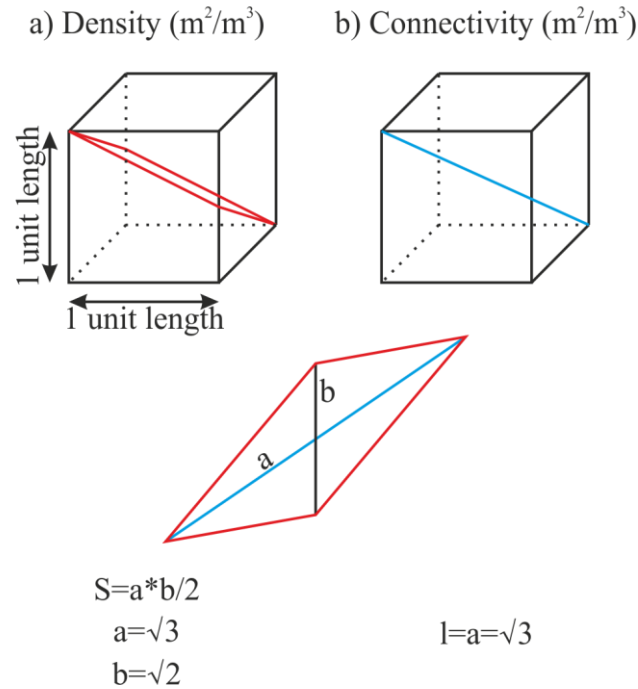 a) Density (m²/m³)
b) Connectivity (m²/m³)
1 unit length
1 unit length
b
a
S=a*b/2
a=√3
b=√2
l=a=√3